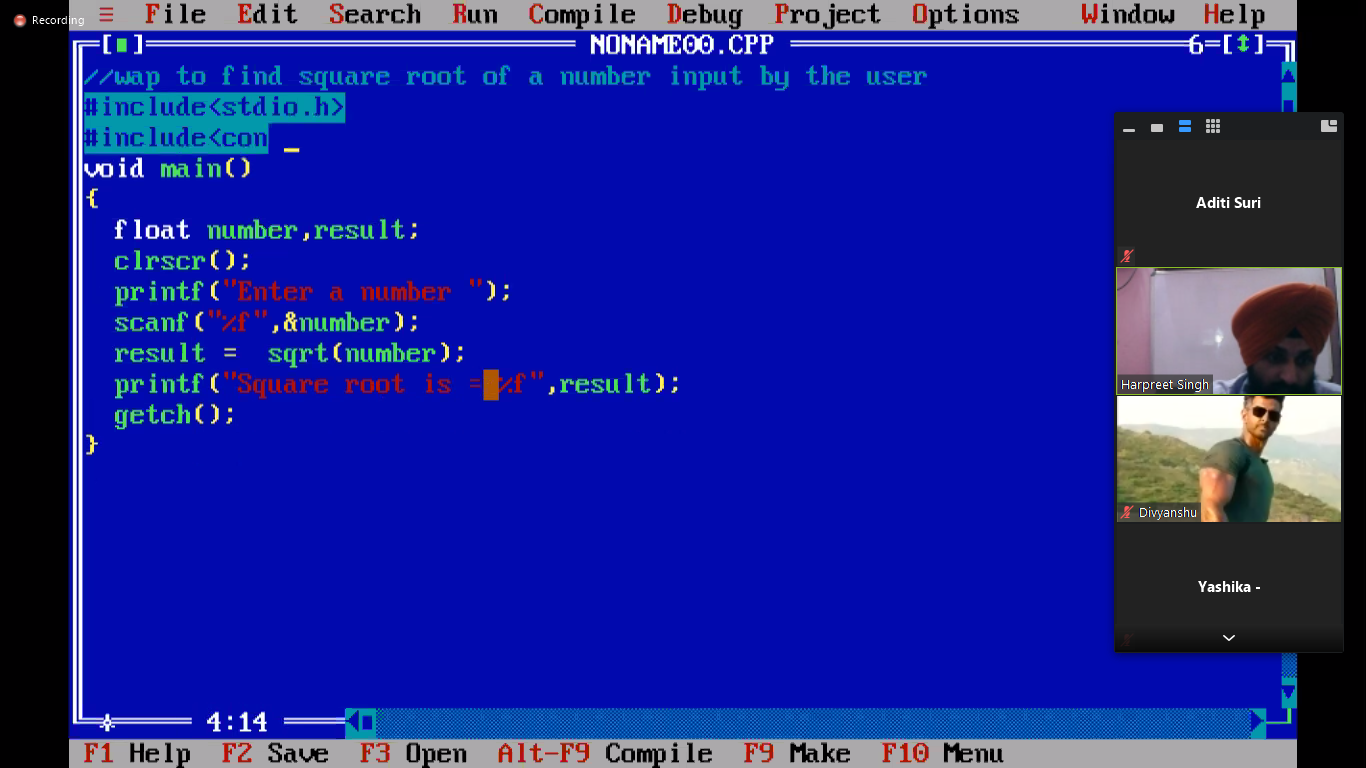 Recording
≡ File Edit Search Run Compile Debug Project Options Window Help
[■] NONAME00.CPP 6=[↕]
//wap to find square root of a number input by the user
#include<stdio.h>
#include<con _
void main()
{
float number,result;
clrscr();
printf("Enter a number ");
scanf("%f",&number);
result = sqrt(number);
printf("Square root is = %f",result);
getch();
}
4:14
F1 Help F2 Save F3 Open Alt-F9 Compile F9 Make F10 Menu
Aditi Suri
Harpreet Singh
Divyanshu
Yashika -